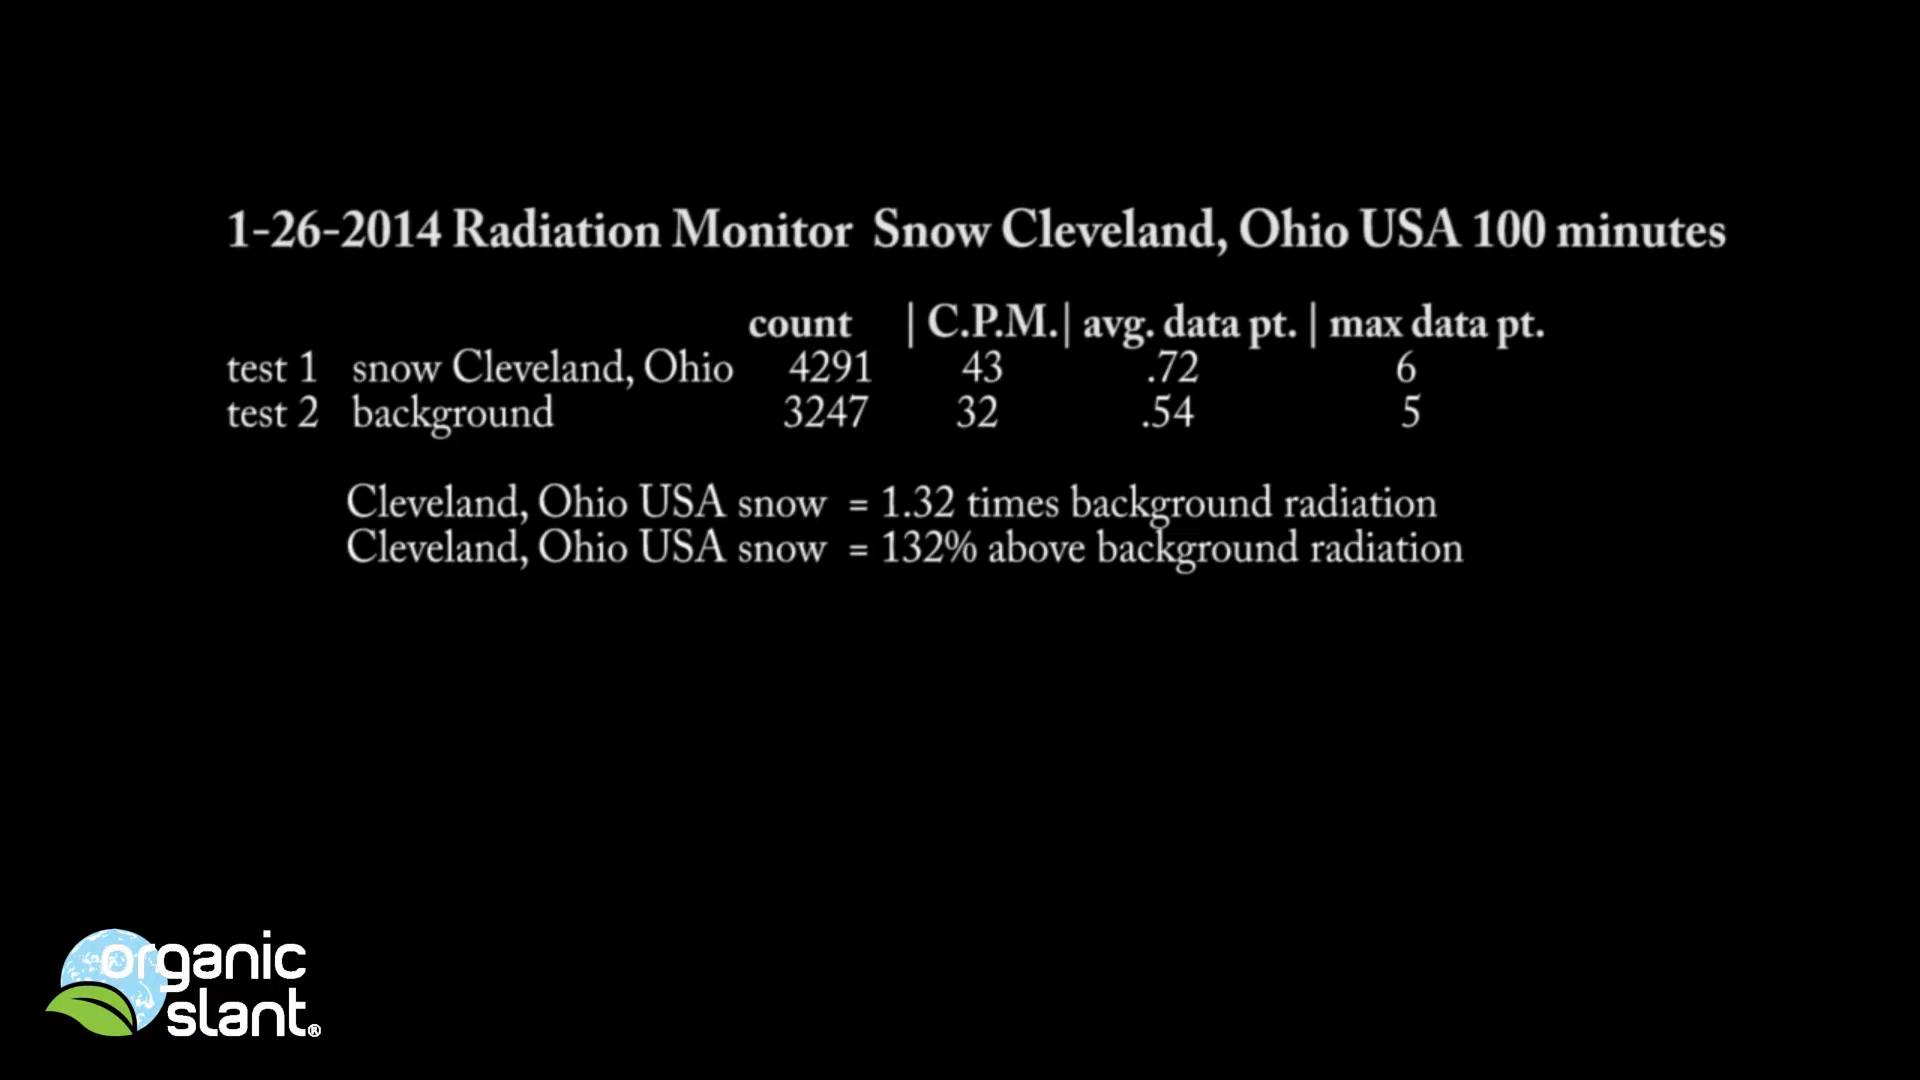 1-26-2014 Radiation Monitor Snow Cleveland, Ohio USA 100 minutes
count | C.P.M.| avg. data pt. | max data pt.
test 1 snow Cleveland, Ohio 4291 43 .72 6
test 2 background 3247 32 .54 5
Cleveland, Ohio USA snow = 1.32 times background radiation
Cleveland, Ohio USA snow = 132% above background radiation
organic
slant®